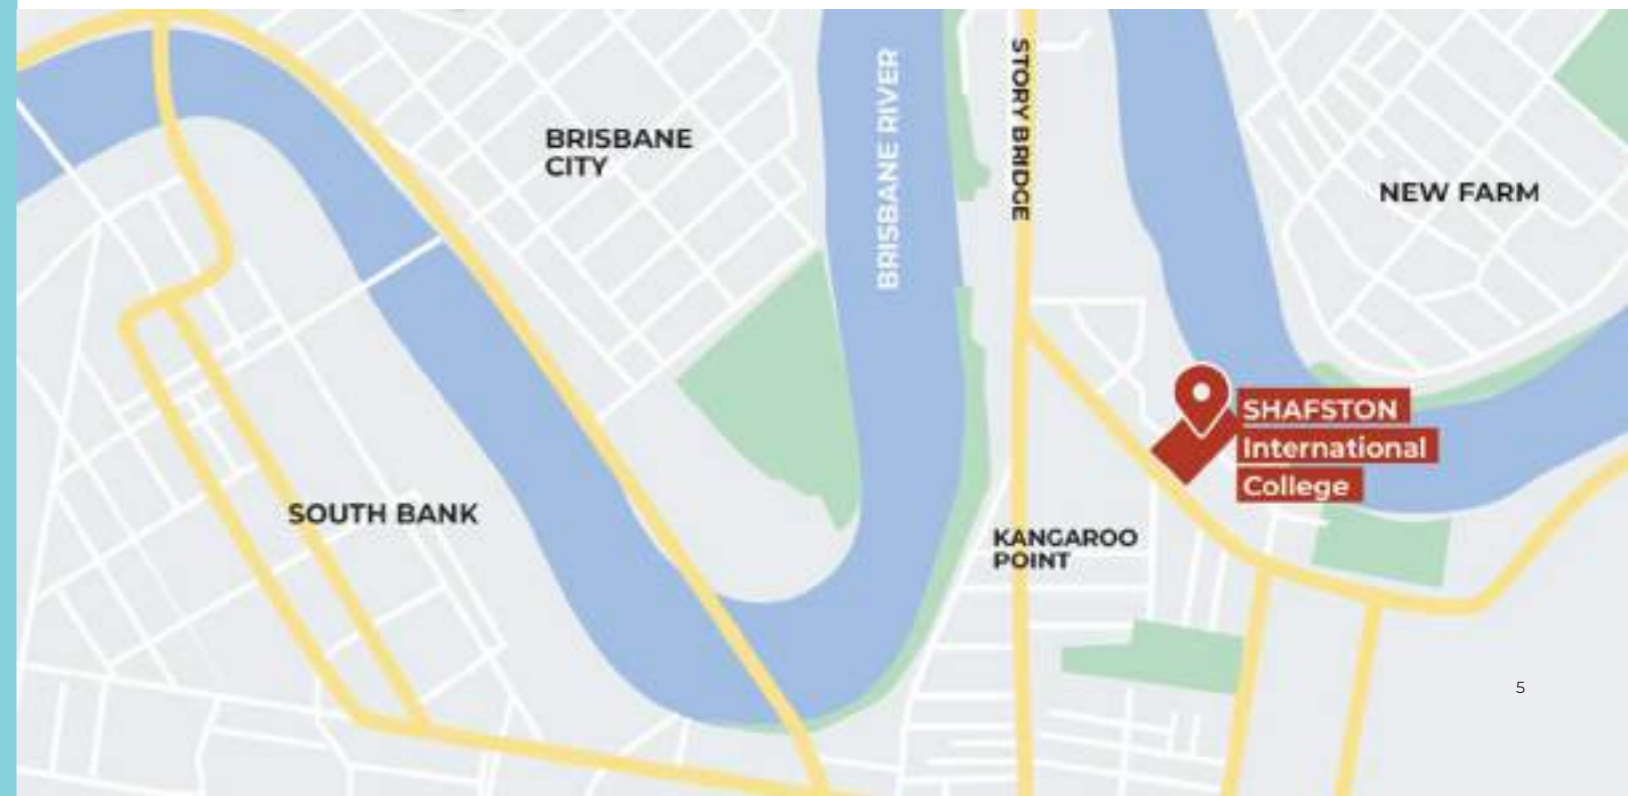 BRISBANE
CITY
BRISBANE RIVER
STORY BRIDGE
NEW FARM
SHAFSTON
International
College
SOUTH BANK
KANGAROO
POINT
5